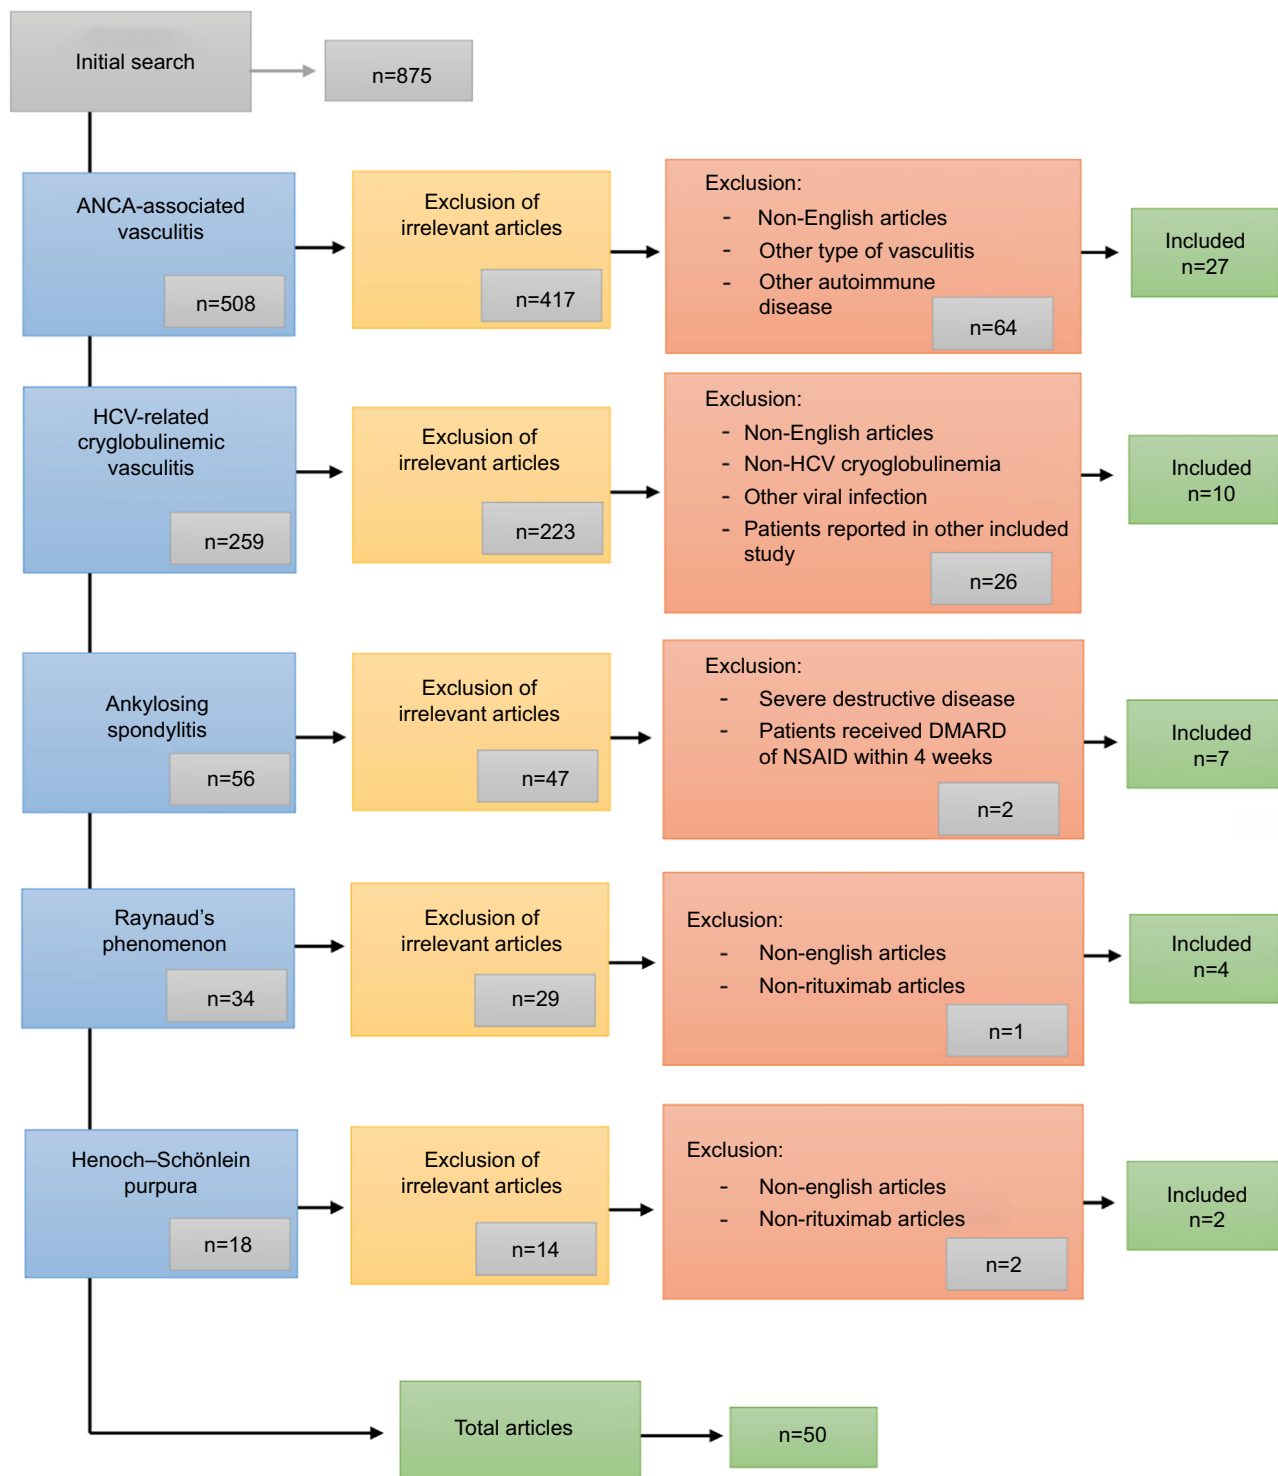 Initial search
n=875
ANCA-associated
vasculitis
n=508
Exclusion of
irrelevant articles
n=417
Exclusion:
- Non-English articles
- Other type of vasculitis
- Other autoimmune
disease
n=64
Included
n=27
HCV-related
cryglobulinemic
vasculitis
n=259
Exclusion of
irrelevant articles
n=223
Exclusion:
- Non-English articles
- Non-HCV cryoglobulinemia
- Other viral infection
- Patients reported in other included
study
n=26
Included
n=10
Ankylosing
spondylitis
n=56
Exclusion of
irrelevant articles
n=47
Exclusion:
- Severe destructive disease
- Patients received DMARD
of NSAID within 4 weeks
n=2
Included
n=7
Raynaud’s
phenomenon
n=34
Exclusion of
irrelevant articles
n=29
Exclusion:
- Non-english articles
- Non-rituximab articles
n=1
Included
n=4
Henoch–Schönlein
purpura
n=18
Exclusion of
irrelevant articles
n=14
Exclusion:
- Non-english articles
- Non-rituximab articles
n=2
Included
n=2
Total articles
n=50